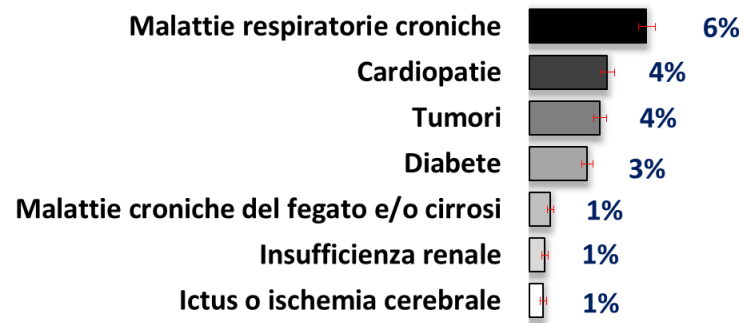 Malattie respiratorie croniche 6%
Cardiopatie 4%
Tumori 4%
Diabete 3%
Malattie croniche del fegato e/o cirrosi 1%
Insufficienza renale 1%
Ictus o ischemia cerebrale 1%